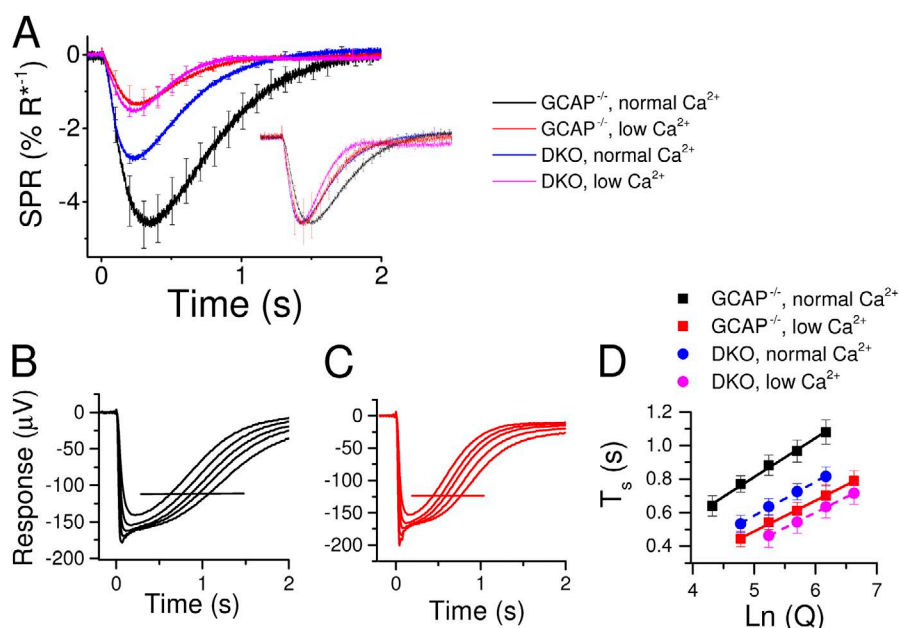 A
0
-2
-4
SPR (% R*⁻¹)
0
1
2
Time (s)
GCAP⁻/⁻, normal Ca²⁺
GCAP⁻/⁻, low Ca²⁺
DKO, normal Ca²⁺
DKO, low Ca²⁺
B
0
-50
-100
-150
-200
Response (µV)
0
1
2
Time (s)
C
0
-50
-100
-150
-200
0
1
2
Time (s)
GCAP⁻/⁻, normal Ca²⁺
GCAP⁻/⁻, low Ca²⁺
DKO, normal Ca²⁺
DKO, low Ca²⁺
D
1.2
1.0
0.8
0.6
0.4
Tₛ (s)
4
5
6
7
Ln (Q)